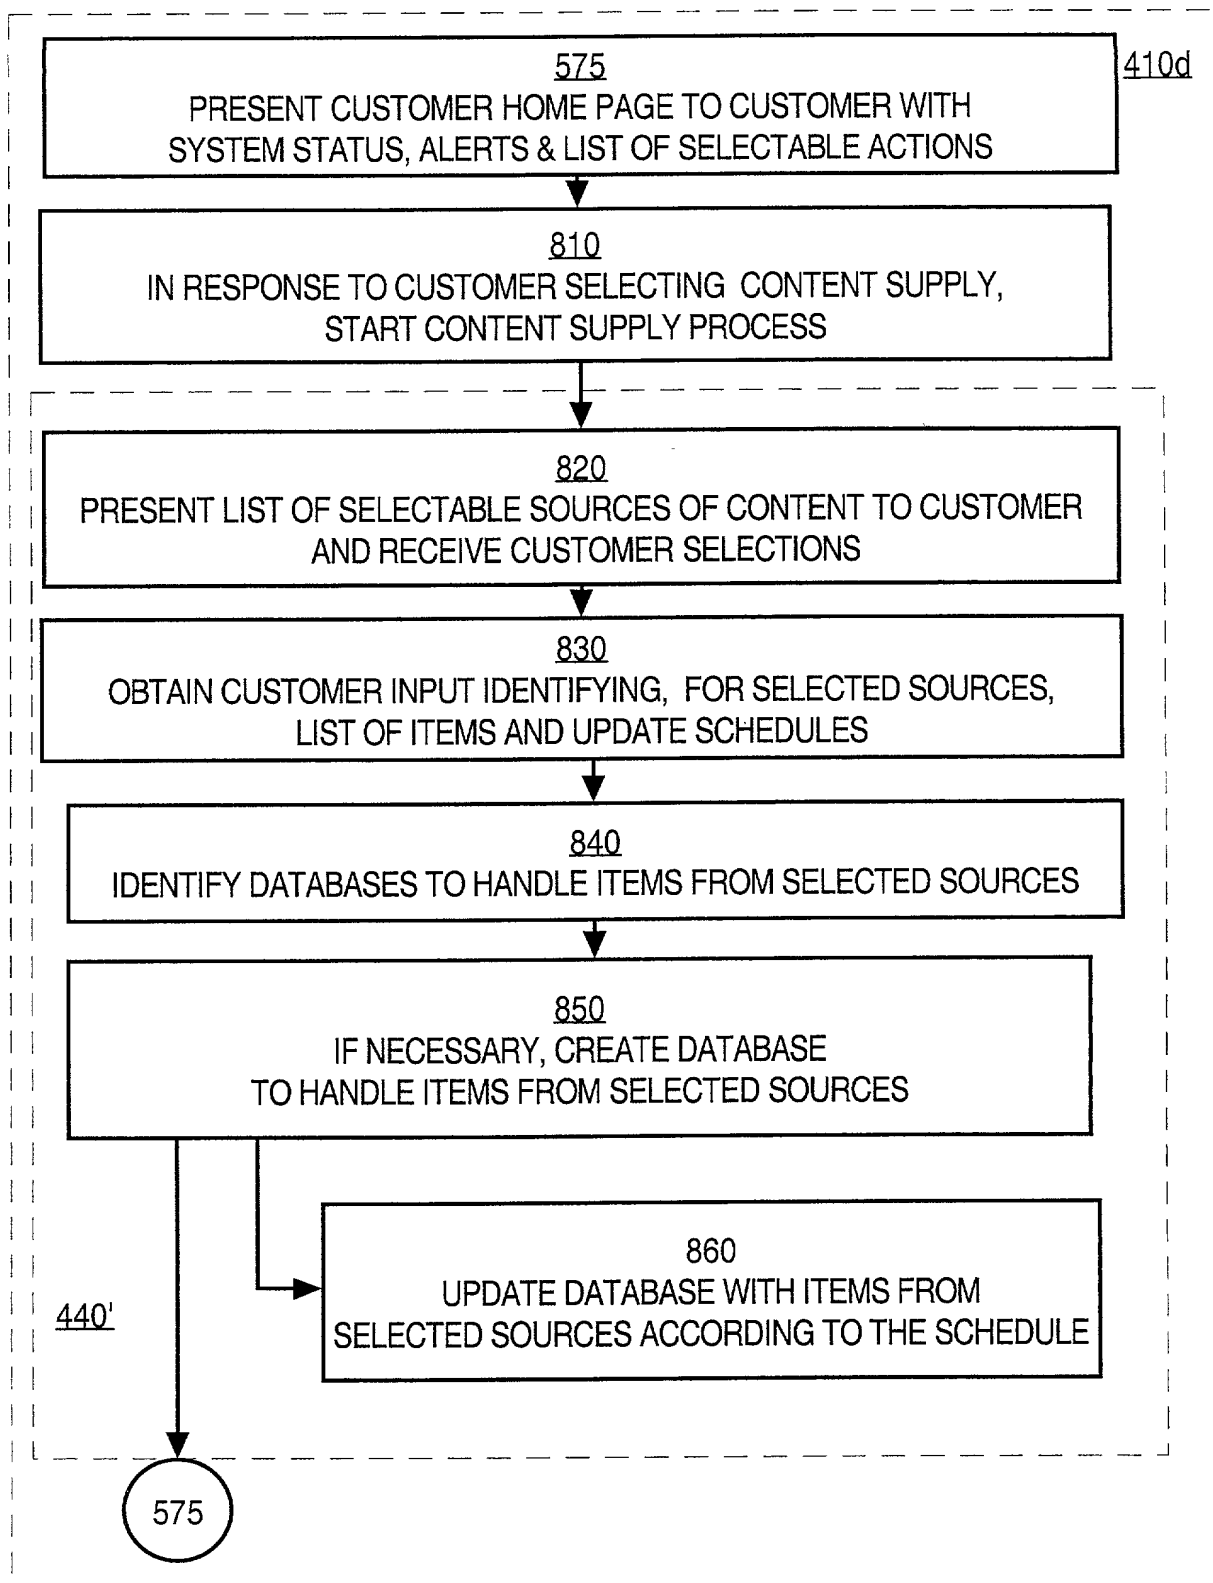 575
410d
PRESENT CUSTOMER HOME PAGE TO CUSTOMER WITH
SYSTEM STATUS, ALERTS & LIST OF SELECTABLE ACTIONS
810
IN RESPONSE TO CUSTOMER SELECTING CONTENT SUPPLY,
START CONTENT SUPPLY PROCESS
820
PRESENT LIST OF SELECTABLE SOURCES OF CONTENT TO CUSTOMER
AND RECEIVE CUSTOMER SELECTIONS
830
OBTAIN CUSTOMER INPUT IDENTIFYING, FOR SELECTED SOURCES,
LIST OF ITEMS AND UPDATE SCHEDULES
840
IDENTIFY DATABASES TO HANDLE ITEMS FROM SELECTED SOURCES
850
IF NECESSARY, CREATE DATABASE
TO HANDLE ITEMS FROM SELECTED SOURCES
860
UPDATE DATABASE WITH ITEMS FROM
SELECTED SOURCES ACCORDING TO THE SCHEDULE
440'
575